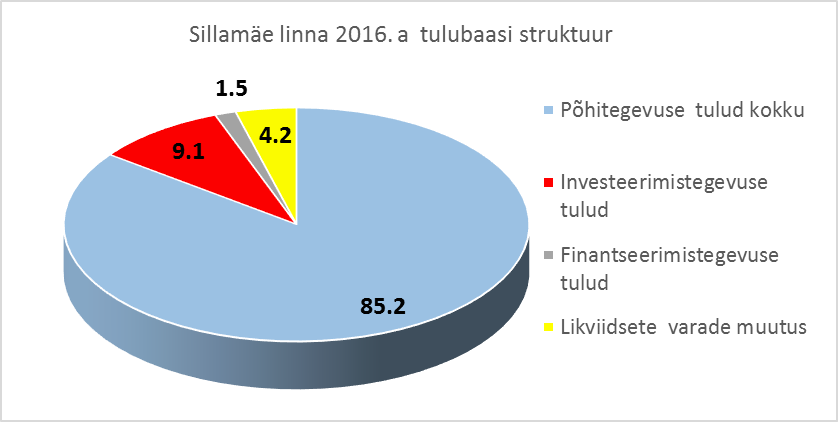 Sillamäe linna 2016. a  tulubaasi struktuur
1.5
4.2
9.1
85.2
Põhitegevuse  tulud kokku
Investeerimistegevuse
tulud
Finantseerimistegevuse
tulud
Likviidsete  varade muutus